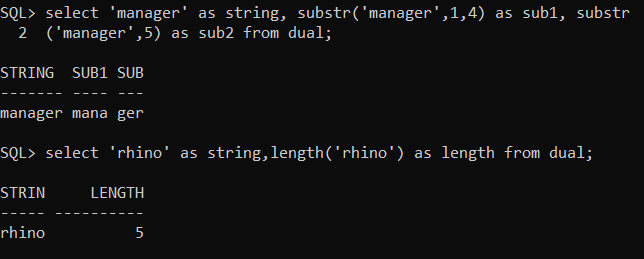 SQL> select 'manager' as string, substr('manager',1,4) as sub1, substr
  2  ('manager',5) as sub2 from dual;

STRING  SUB1 SUB
------- ---- ---
manager mana ger

SQL> select 'rhino' as string,length('rhino') as length from dual;

STRIN     LENGTH
----- ----------
rhino          5